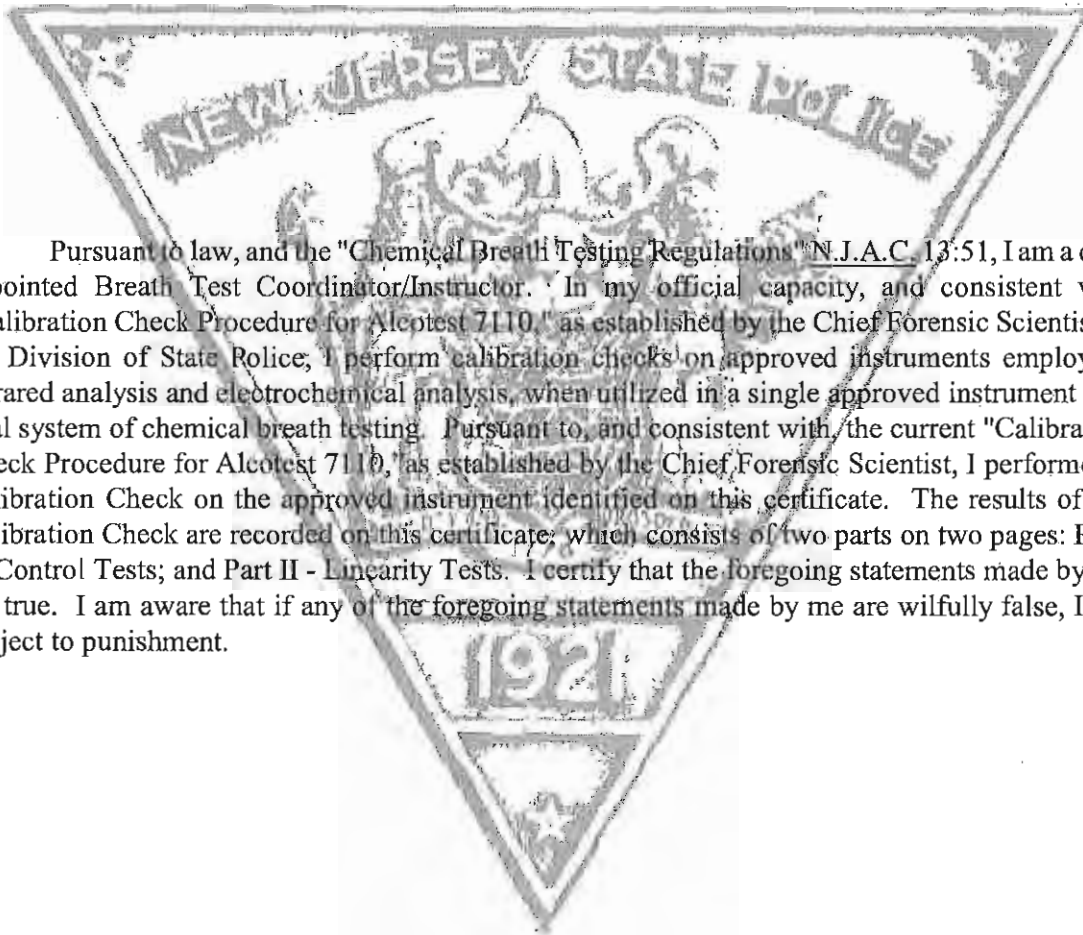 NEW JERSEY STATE POLICE
Pursuant to law, and the "Chemical Breath Testing Regulations" N.J.A.C. 13:51, I am a
pointed Breath Test Coordinator/Instructor. In my official capacity, and consistent
alibration Check Procedure for Alcotest 7110," as established by the Chief Forensic Scientis
Division of State Police, I perform calibration checks on approved instruments employ
rared analysis and electrochemical analysis, when utilized in a single approved instrument
al system of chemical breath testing. Pursuant to, and consistent with, the current "Calibra
eck Procedure for Alcotest 7110," as established by the Chief Forensic Scientist, I performe
libration Check on the approved instrument identified on this certificate. The results of
libration Check are recorded on this certificate, which consists of two parts on two pages:
Control Tests; and Part II - Linearity Tests. I certify that the foregoing statements made by
true. I am aware that if any of the foregoing statements made by me are wilfully false, I
ject to punishment.
1921